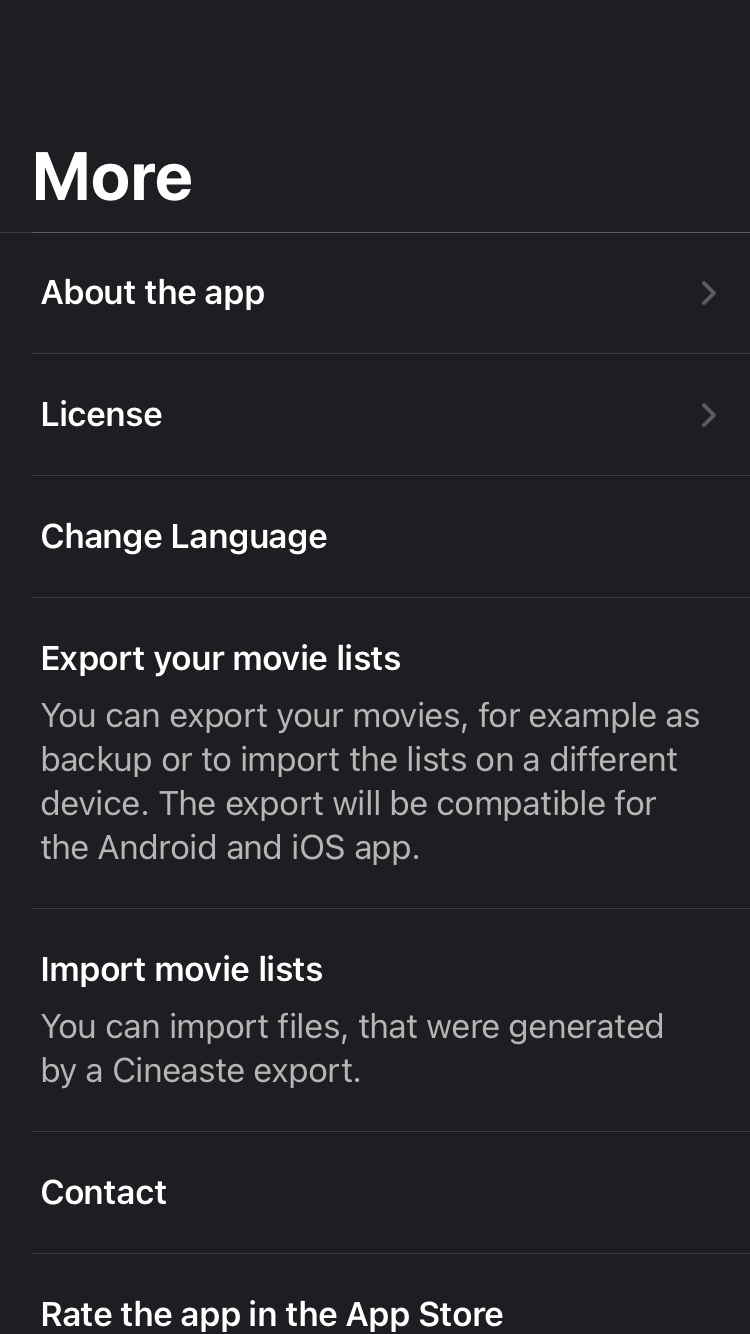 More
About the app
License
Change Language
Export your movie lists
You can export your movies, for example as
backup or to import the lists on a different
device. The export will be compatible for
the Android and iOS app.
Import movie lists
You can import files, that were generated
by a Cineaste export.
Contact
Rate the app in the App Store